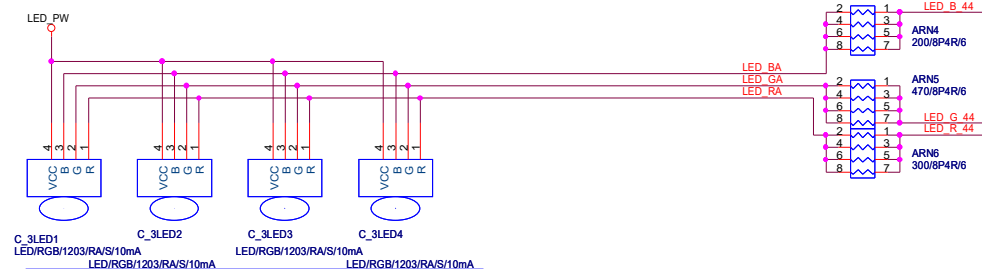 LED_PW
2 1 LED_B_44
4 3 ARN4
6 5 200/8P4R/6
8 7
LED_BA
LED_GA
LED_RA
2 1 ARN5
4 3 470/8P4R/6
6 5
8 7 LED_G_44
2 1 LED_R_44
4 3
6 5 ARN6
8 7 300/8P4R/6
4 3 2 1 4 3 2 1 4 3 2 1 4 3 2 1
VCC B G R VCC B G R VCC B G R VCC B G R
C_3LED1 C_3LED2 C_3LED3 C_3LED4
LED/RGB/1203/RA/S/10mA LED/RGB/1203/RA/S/10mA
LED/RGB/1203/RA/S/10mA LED/RGB/1203/RA/S/10mA